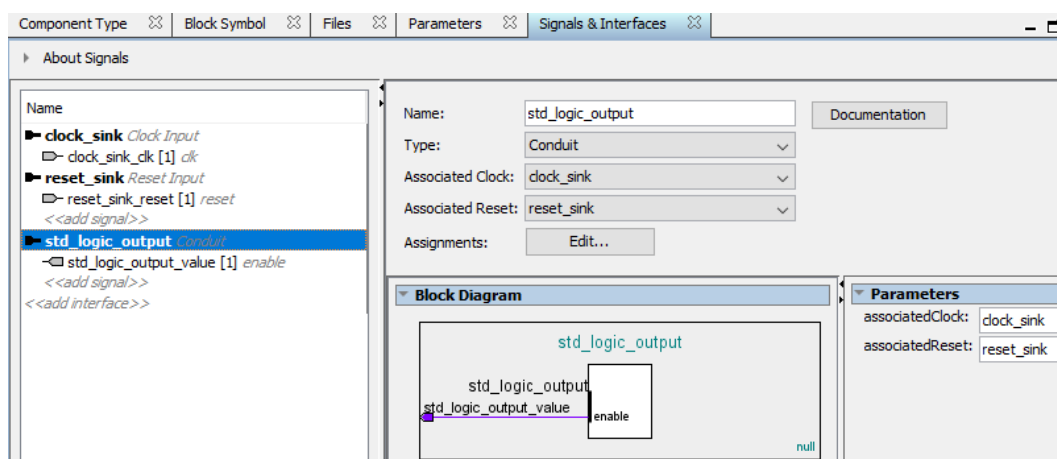 Component Type
Block Symbol
Files
Parameters
Signals & Interfaces
About Signals
Name
clock_sink Clock Input
clock_sink_clk [1] clk
reset_sink Reset Input
reset_sink_reset [1] reset
<<add signal>>
std_logic_output Conduit
std_logic_output_value [1] enable
<<add signal>>
<<add interface>>
Name: std_logic_output
Documentation
Type: Conduit
Associated Clock: clock_sink
Associated Reset: reset_sink
Assignments: Edit...
Block Diagram
std_logic_output
std_logic_output
std_logic_output_value
enable
null
Parameters
associatedClock: clock_sink
associatedReset: reset_sink